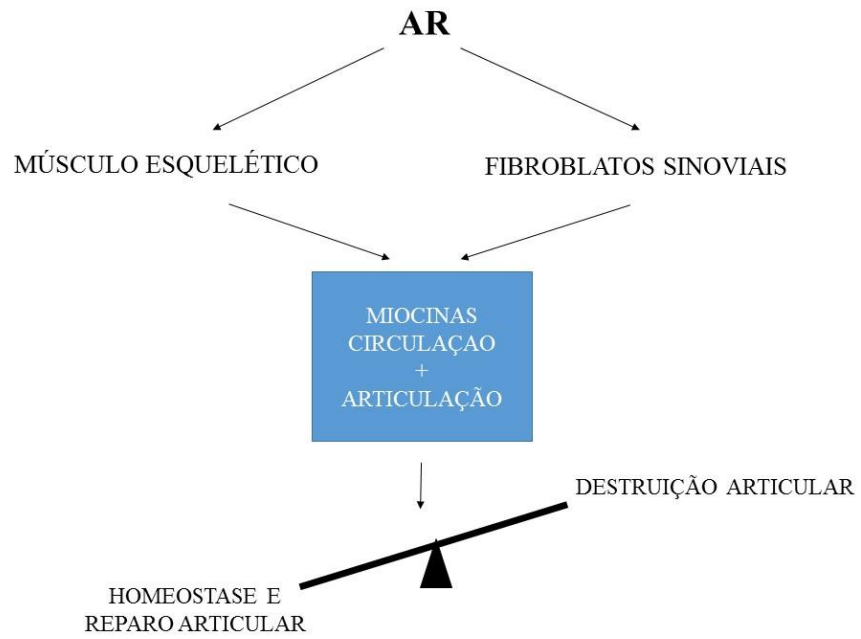 AR
MÚSCULO ESQUELÉTICO
FIBROBLATOS SINOVIAIS
MIOCINAS
CIRCULAÇAO
+
ARTICULAÇÃO
DESTRUIÇÃO ARTICULAR
HOMEOSTASE E
REPARO ARTICULAR